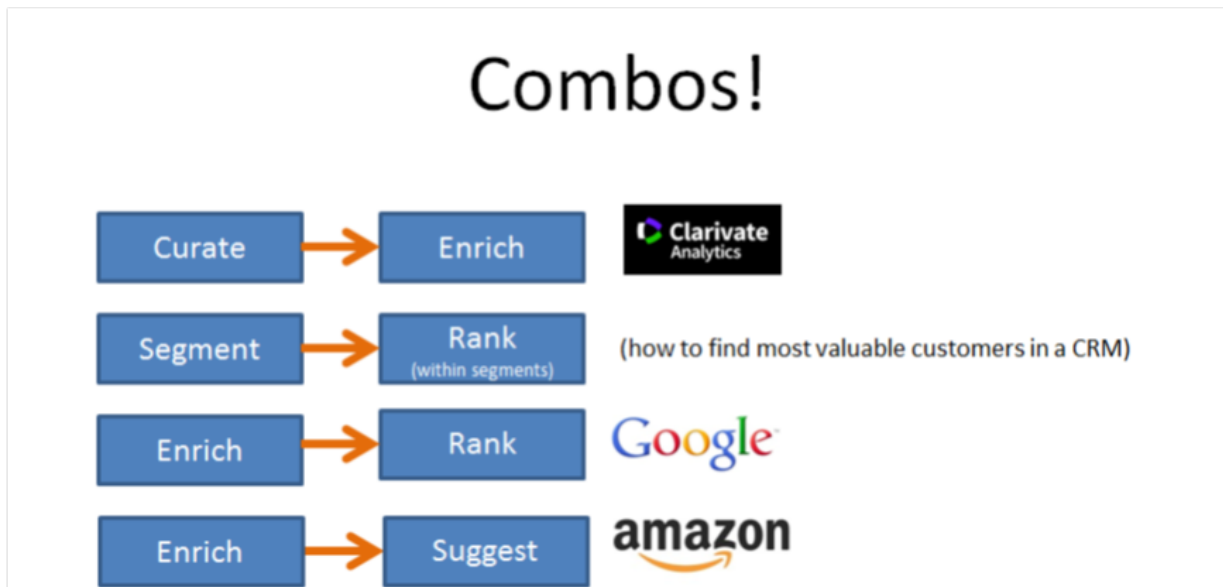 Combos!
Curate
Enrich
Clarivate
Analytics
Segment
Rank
(within segments)
(how to find most valuable customers in a CRM)
Enrich
Rank
Google
Enrich
Suggest
amazon